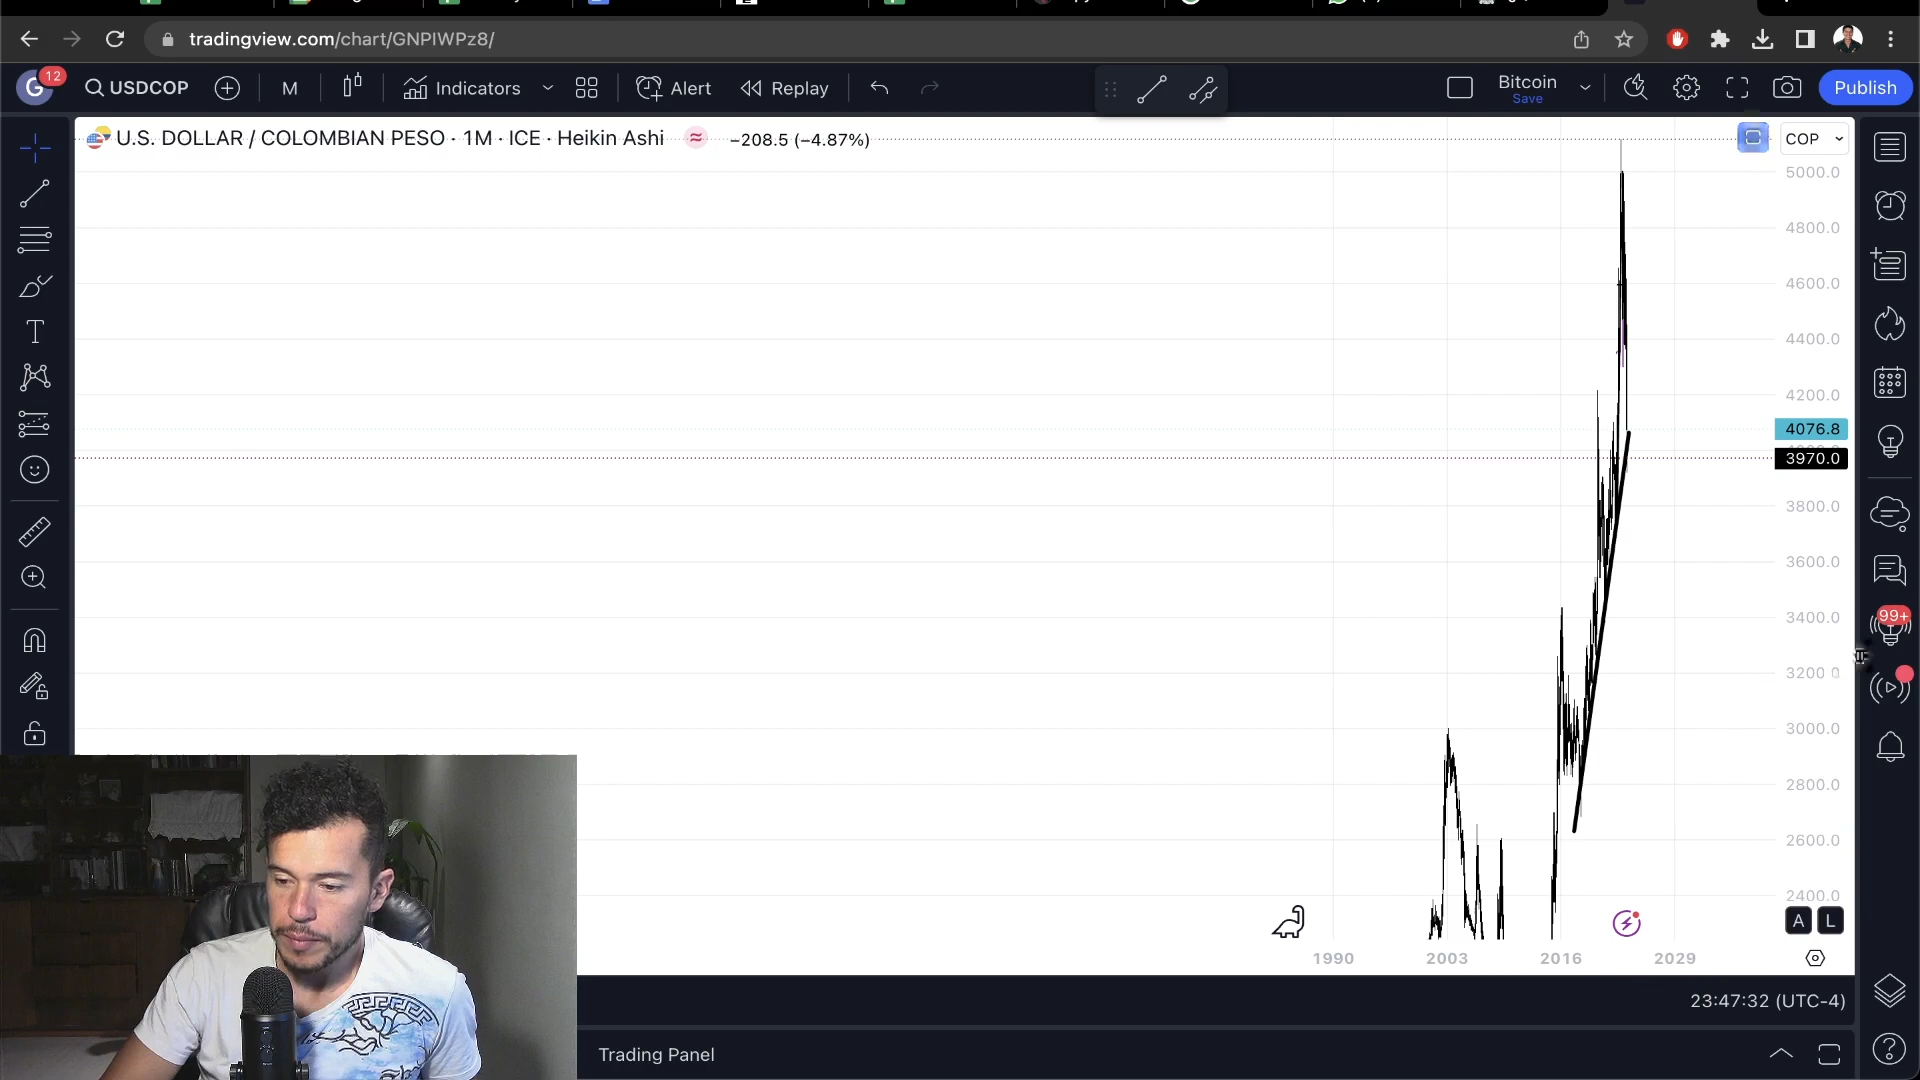 tradingview.com/chart/GNPIWPz8/
G 12 USDCOP M Indicators Alert Replay Bitcoin Save Publish
U.S. DOLLAR / COLOMBIAN PESO · 1M · ICE · Heikin Ashi −208.5 (−4.87%) COP
5000.0
4800.0
4600.0
4400.0
4200.0
4076.8
3970.0
3800.0
3600.0
3400.0
99+
3200.0
3000.0
2800.0
2600.0
2400.0
A L
1990 2003 2016 2029
23:47:32 (UTC-4)
Trading Panel